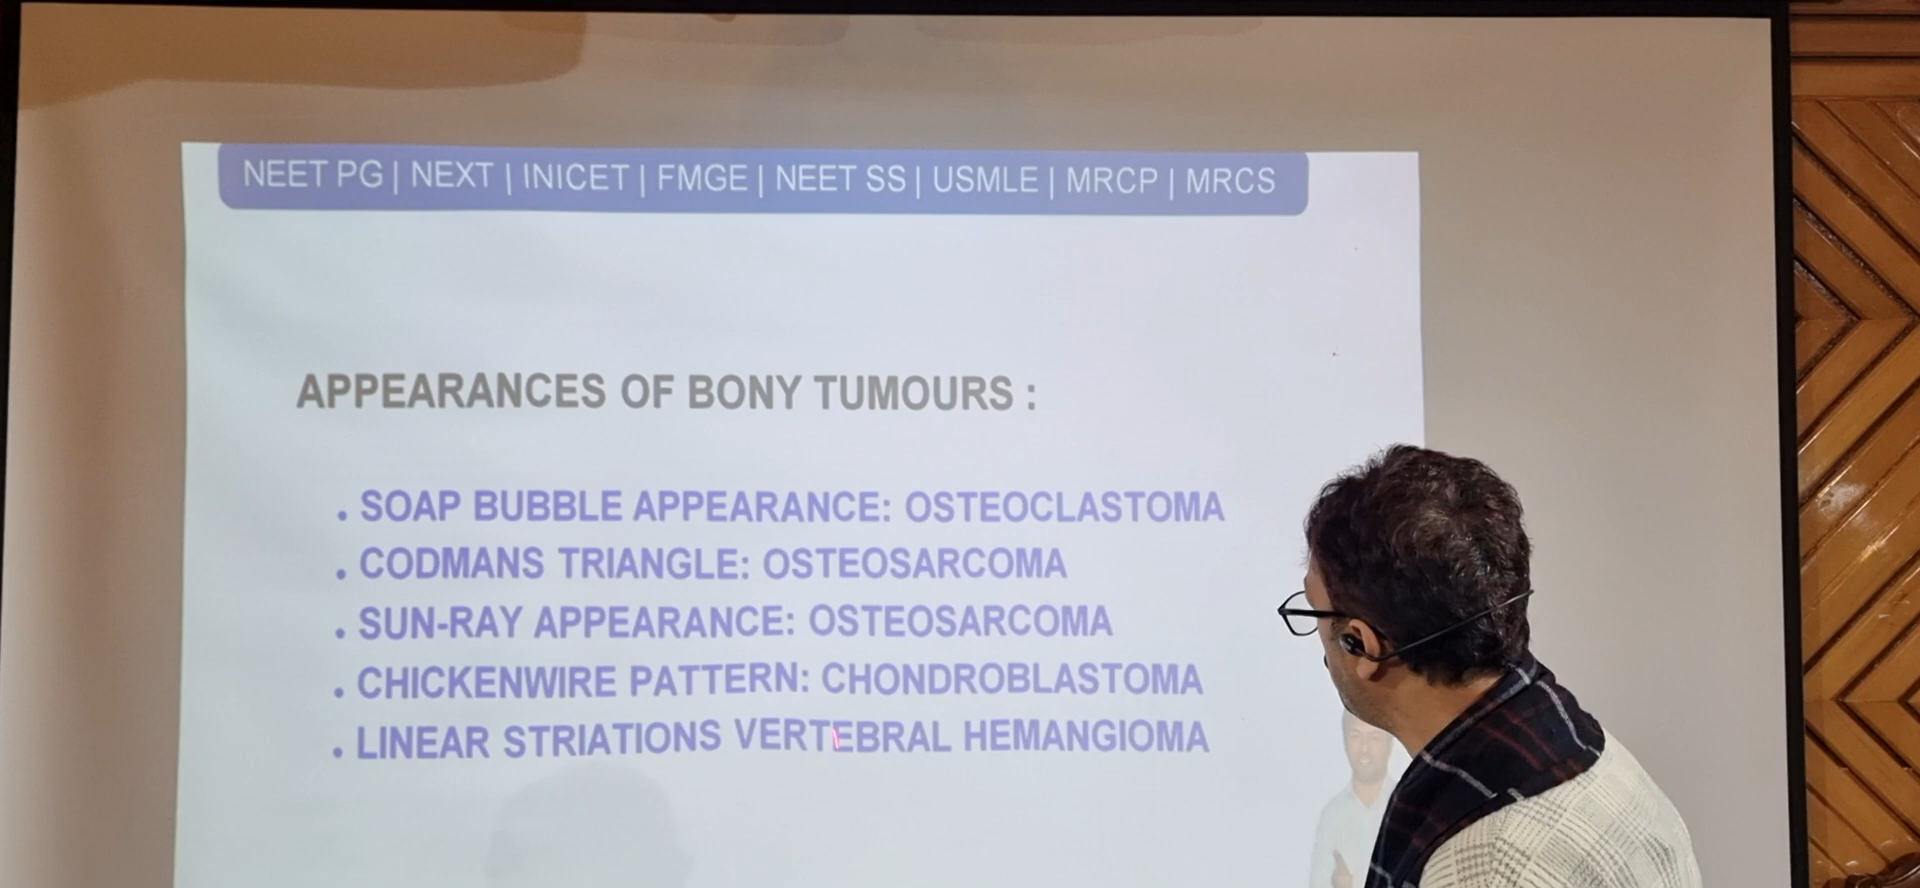 NEET PG | NEXT | INICET | FMGE | NEET SS | USMLE | MRCP | MRCS
APPEARANCES OF BONY TUMOURS :
. SOAP BUBBLE APPEARANCE: OSTEOCLASTOMA
. CODMANS TRIANGLE: OSTEOSARCOMA
. SUN-RAY APPEARANCE: OSTEOSARCOMA
. CHICKENWIRE PATTERN: CHONDROBLASTOMA
. LINEAR STRIATIONS VERTEBRAL HEMANGIOMA